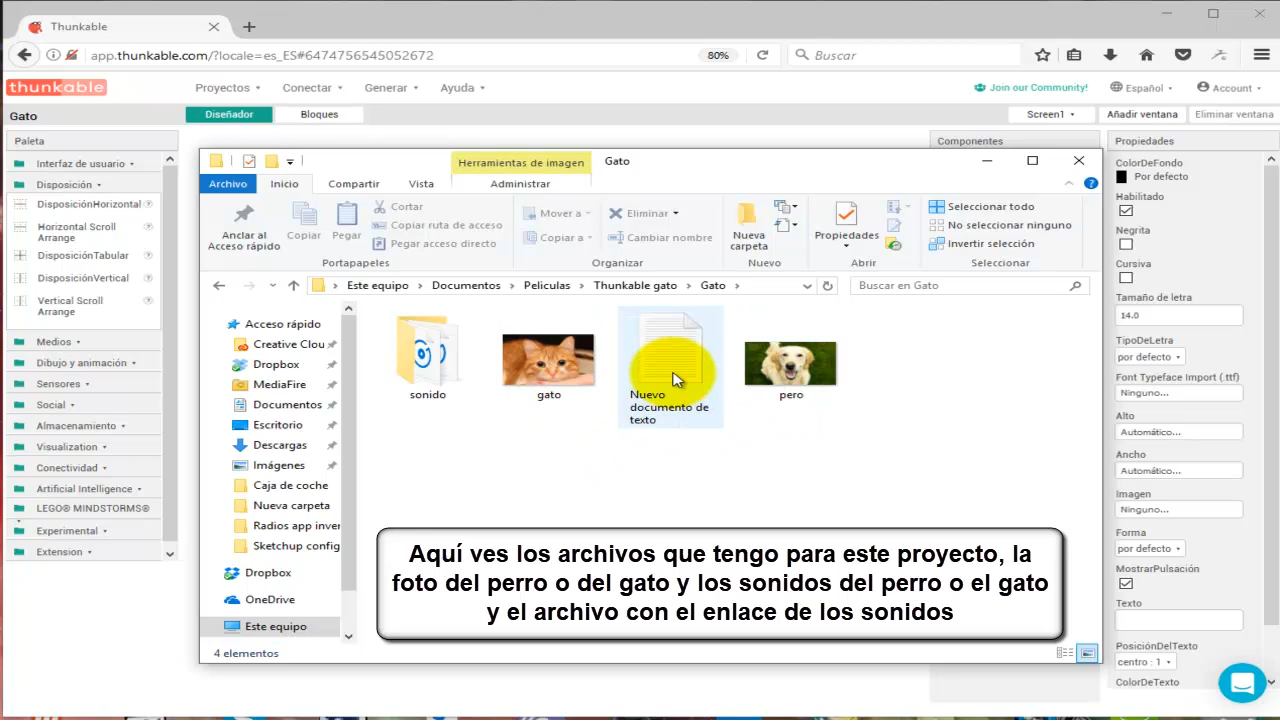 Thunkable
app.thunkable.com/?locale=es_ES#6474756545052672
80%
Buscar
thunkable
Proyectos
Conectar
Generar
Ayuda
Join our Community!
Español
Account
Gato
Diseñador
Bloques
Screen1
Añadir ventana
Eliminar ventana
Paleta
Interfaz de usuario
Disposición
DisposiciónHorizontal
Horizontal Scroll
Arrange
DisposiciónTabular
DisposiciónVertical
Vertical Scroll
Arrange
Medios
Dibujo y animación
Sensores
Social
Almacenamiento
Visualization
Conectividad
Artificial Intelligence
LEGO® MINDSTORMS®
Experimental
Extension
Componentes
Herramientas de imagen
Gato
Archivo
Inicio
Compartir
Vista
Administrar
Anclar al
Acceso rápido
Copiar
Pegar
Cortar
Copiar ruta de acceso
Pegar acceso directo
Portapapeles
Mover a
Copiar a
Eliminar
Cambiar nombre
Organizar
Nueva
carpeta
Nuevo
Propiedades
Abrir
Seleccionar todo
No seleccionar ninguno
Invertir selección
Seleccionar
Este equipo
Documentos
Peliculas
Thunkable gato
Gato
Buscar en Gato
Acceso rápido
Creative Clou
Dropbox
MediaFire
Documentos
Escritorio
Descargas
Imágenes
Caja de coche
Nueva carpeta
Radios app inver
Sketchup config
Dropbox
OneDrive
Este equipo
sonido
gato
Nuevo
documento de
texto
pero
4 elementos
Aquí ves los archivos que tengo para este proyecto, la
foto del perro o del gato y los sonidos del perro o el gato
y el archivo con el enlace de los sonidos
Propiedades
ColorDeFondo
Por defecto
Habilitado
Negrita
Cursiva
Tamaño de letra
14.0
TipoDeLetra
por defecto
Font Typeface Import (.ttf)
Ninguno...
Alto
Automático...
Ancho
Automático...
Imagen
Ninguno...
Forma
por defecto
MostrarPulsación
Texto
PosiciónDelTexto
centro : 1
ColorDeTexto